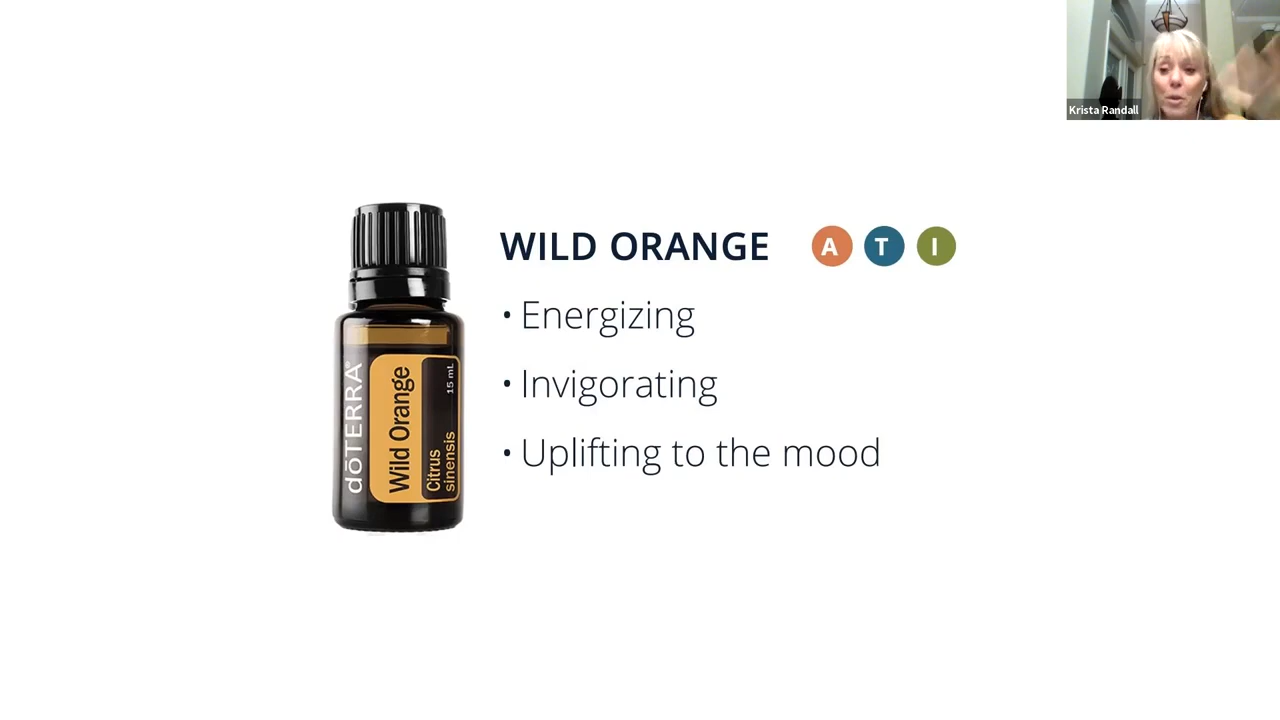 Krista Randall
WILD ORANGE A T I
• Energizing
• Invigorating
• Uplifting to the mood
dōTERRA®
Wild Orange
Citrus
sinensis 15 mL